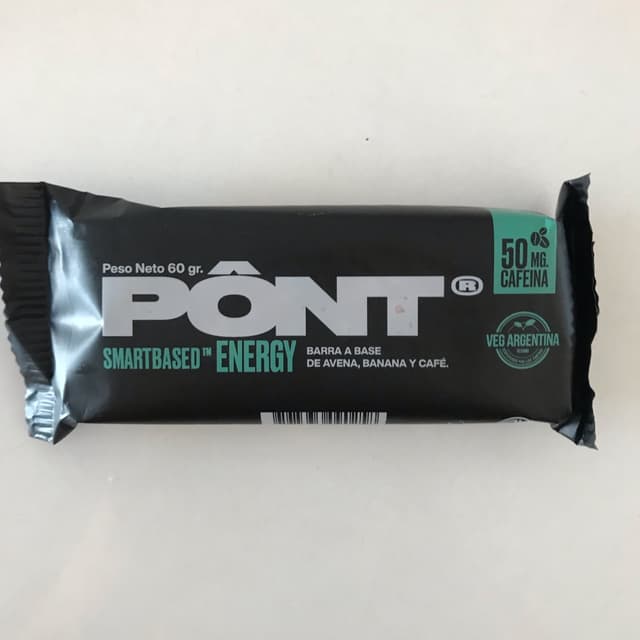 Peso Neto 60 gr.
PÔNT®
SMARTBASED™ ENERGY
BARRA A BASE
DE AVENA, BANANA Y CAFÉ.
50 MG.
CAFEINA
VEG ARGENTINA